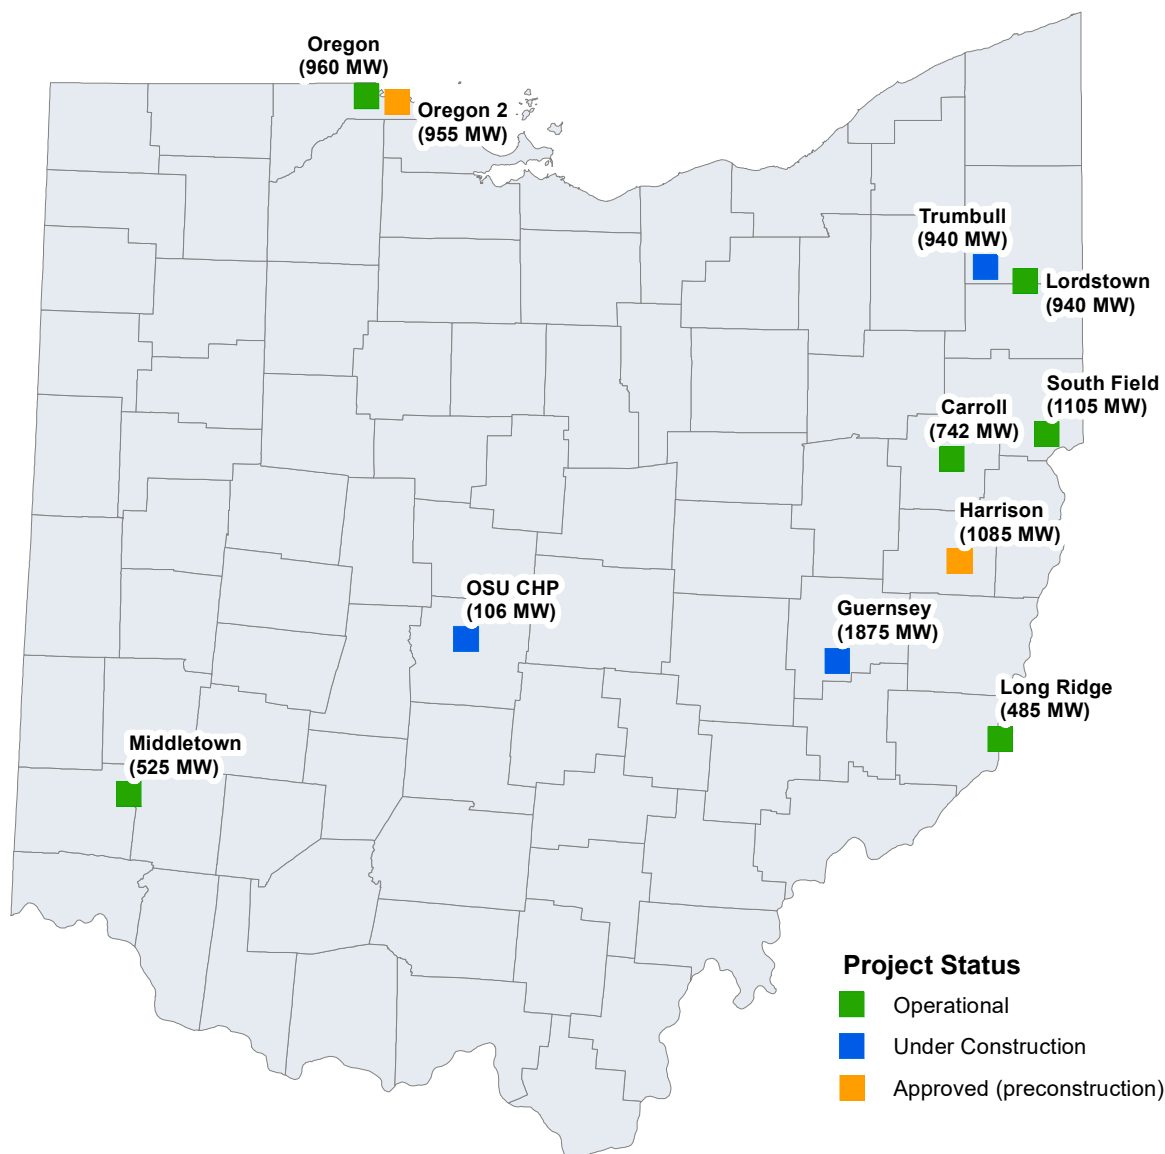 Oregon
(960 MW)
Oregon 2
(955 MW)
Trumbull
(940 MW)
Lordstown
(940 MW)
South Field
(1105 MW)
Carroll
(742 MW)
Harrison
(1085 MW)
OSU CHP
(106 MW)
Guernsey
(1875 MW)
Long Ridge
(485 MW)
Middletown
(525 MW)
Project Status
Operational
Under Construction
Approved (preconstruction)